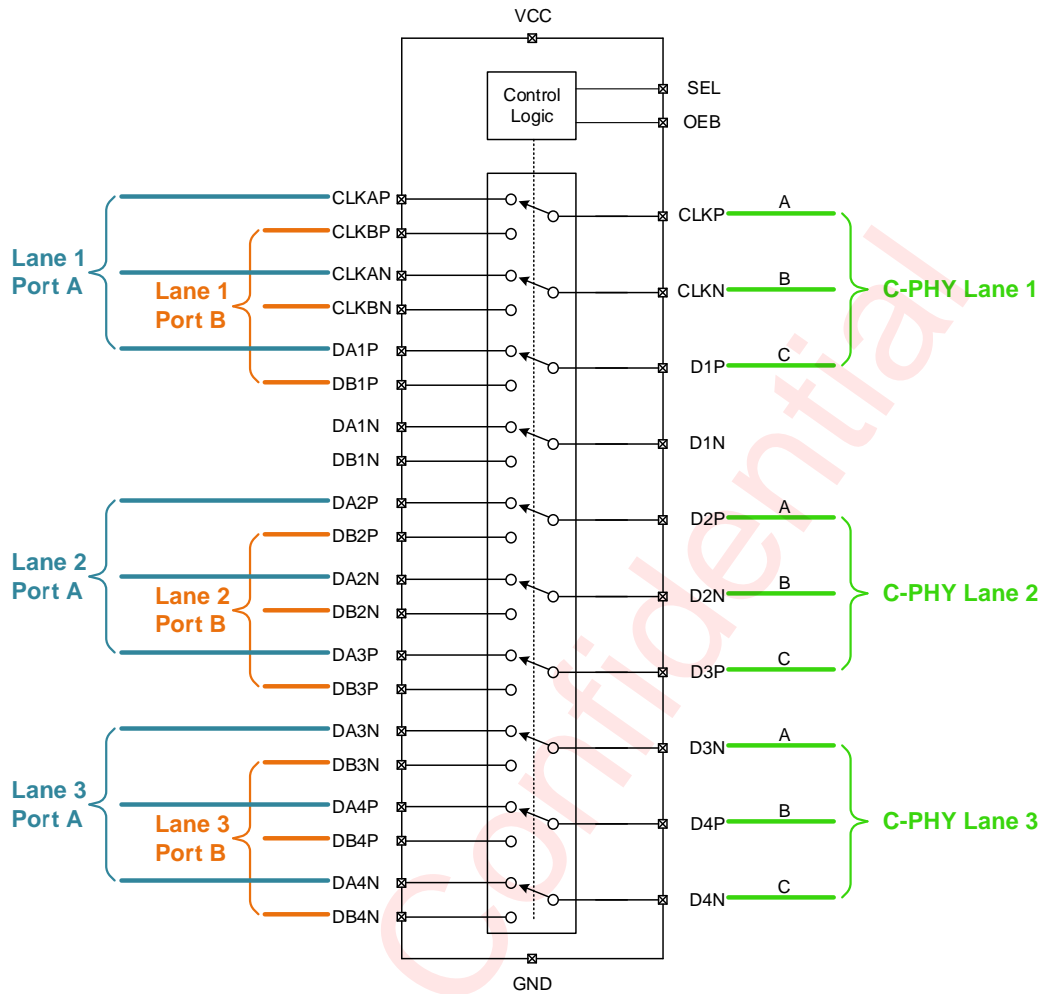 VCC
Control
Logic
SEL
OEB
CLKAP
CLKBP
CLKAN
CLKBN
DA1P
DB1P
DA1N
DB1N
DA2P
DB2P
DA2N
DB2N
DA3P
DB3P
DA3N
DB3N
DA4P
DB4P
DA4N
DB4N
Lane 1
Port A
Lane 1
Port B
Lane 2
Port A
Lane 2
Port B
Lane 3
Port A
Lane 3
Port B
CLKP
A
CLKN
B
D1P
C
C-PHY Lane 1
D1N
D2P
A
D2N
B
D3P
C
C-PHY Lane 2
D3N
A
D4P
B
D4N
C
C-PHY Lane 3
GND
Confidential